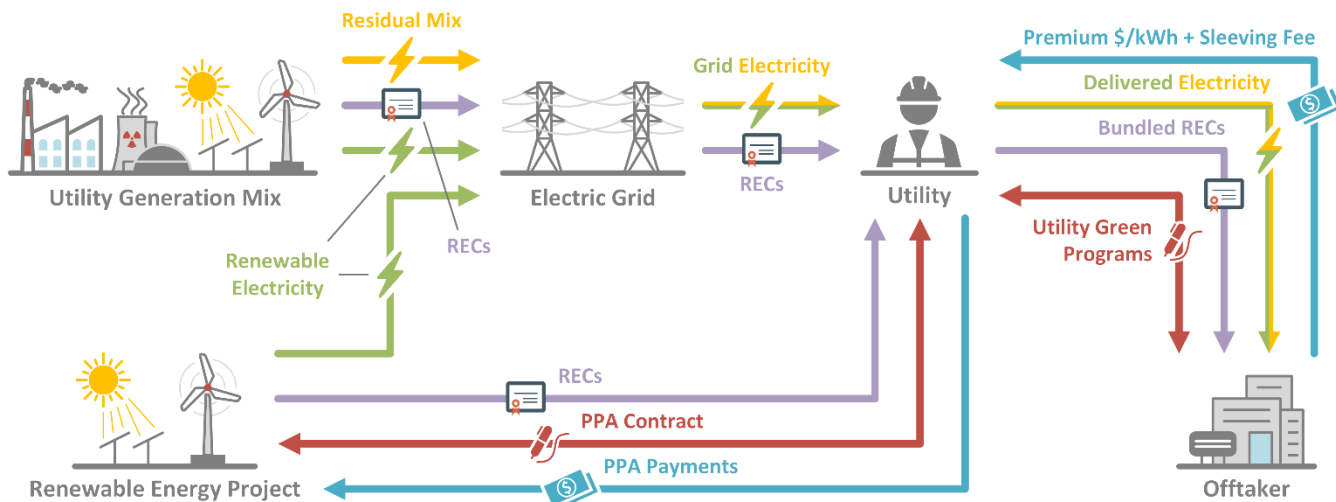 Residual Mix
Premium $/kWh + Sleeving Fee
Grid Electricity
Delivered Electricity
Bundled RECs
RECs
Utility Generation Mix
Electric Grid
Utility
RECs
Utility Green
Programs
Renewable
Electricity
RECs
PPA Contract
PPA Payments
Renewable Energy Project
Offtaker